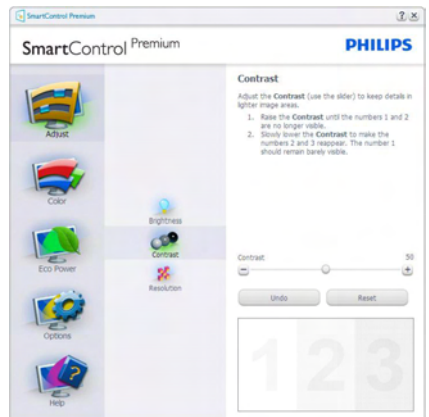 SmartControl Premium
? X
SmartControl Premium
PHILIPS
Adjust
Color
Eco Power
Options
Help
Brightness
Contrast
Resolution
Contrast
Adjust the Contrast (use the slider) to keep details in
lighter image areas.
1. Raise the Contrast until the numbers 1 and 2
are no longer visible.
2. Slowly lower the Contrast to make the
numbers 2 and 3 reappear. The number 1
should remain barely visible.
Contrast 50
- +
Undo Reset
1 2 3